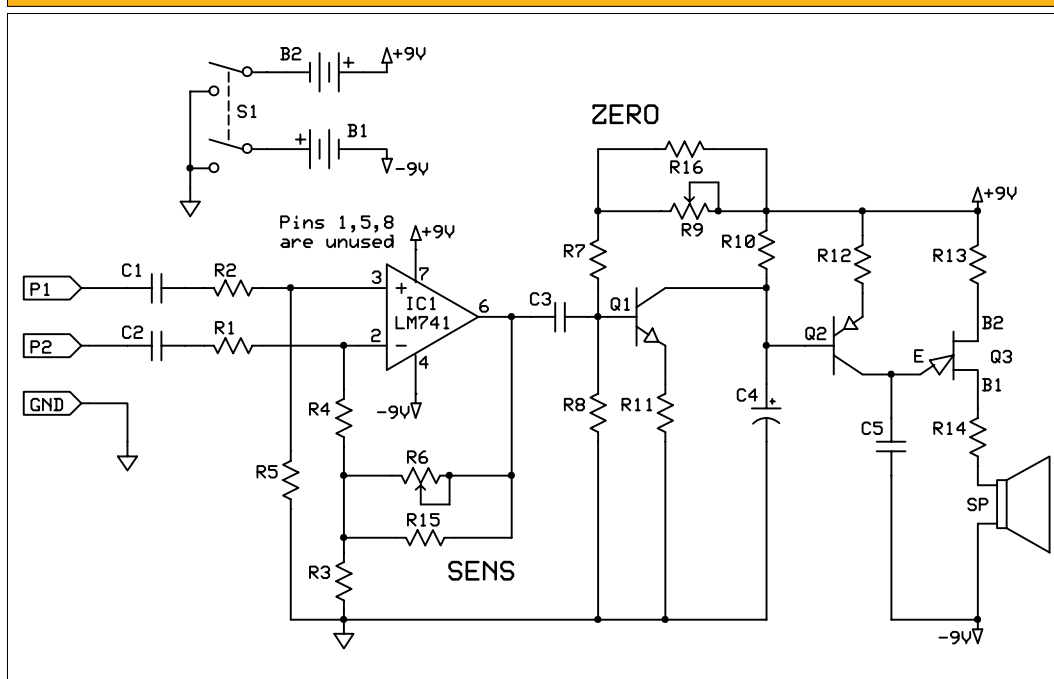 B2
+
+9V
S1
+
B1
-9V
ZERO
R16
R9
+9V
Pins 1,5,8
are unused
+9V
R7
R10
R12
R13
P1
C1
R2
3
+
7
IC1
LM741
6
C3
Q1
P2
C2
R1
2
-
4
-9V
Q2
E
B2
Q3
B1
GND
R4
R8
R11
C4
+
C5
R14
R5
R6
R15
SP
R3
SENS
-9V